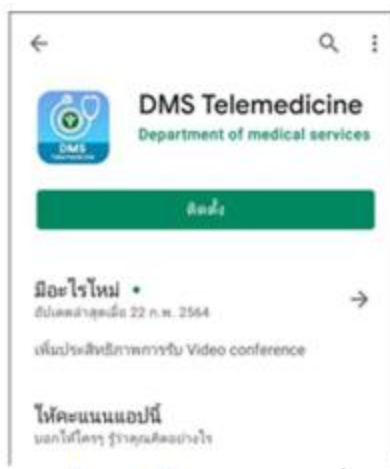 DMS Telemedicine
Department of medical services
DMS
ติดตั้ง
มีอะไรใหม่ •
อัปเดตล่าสุดเมื่อ 22 ก.พ. 2564
เพิ่มประสิทธิภาพการรับ Video conference
ให้คะแนนแอปนี้
บอกให้ใครๆ รู้ว่าคุณคิดอย่างไร